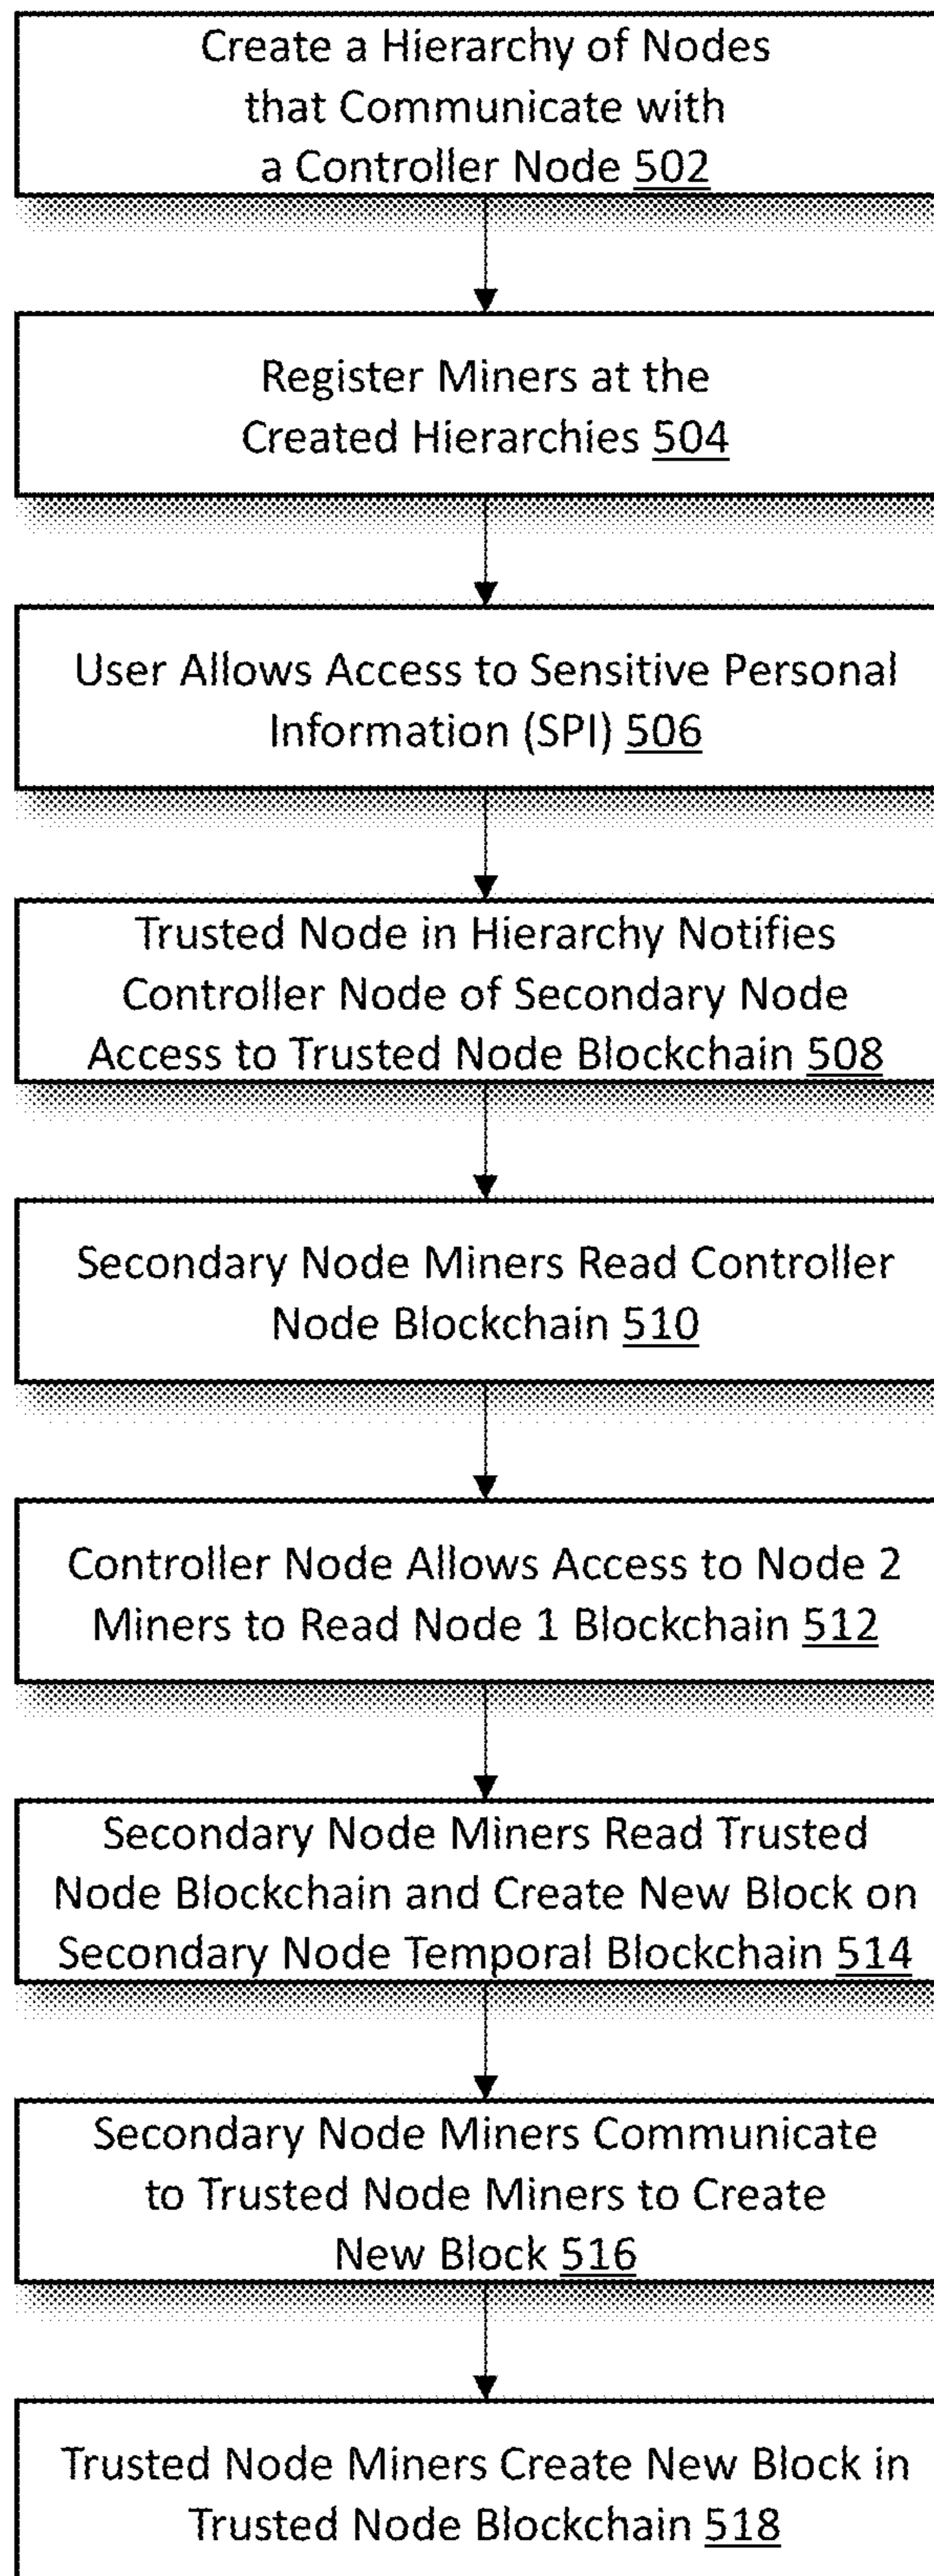 Create a Hierarchy of Nodes
that Communicate with
a Controller Node 502
Register Miners at the
Created Hierarchies 504
User Allows Access to Sensitive Personal
Information (SPI) 506
Trusted Node in Hierarchy Notifies
Controller Node of Secondary Node
Access to Trusted Node Blockchain 508
Secondary Node Miners Read Controller
Node Blockchain 510
Controller Node Allows Access to Node 2
Miners to Read Node 1 Blockchain 512
Secondary Node Miners Read Trusted
Node Blockchain and Create New Block on
Secondary Node Temporal Blockchain 514
Secondary Node Miners Communicate
to Trusted Node Miners to Create
New Block 516
Trusted Node Miners Create New Block in
Trusted Node Blockchain 518